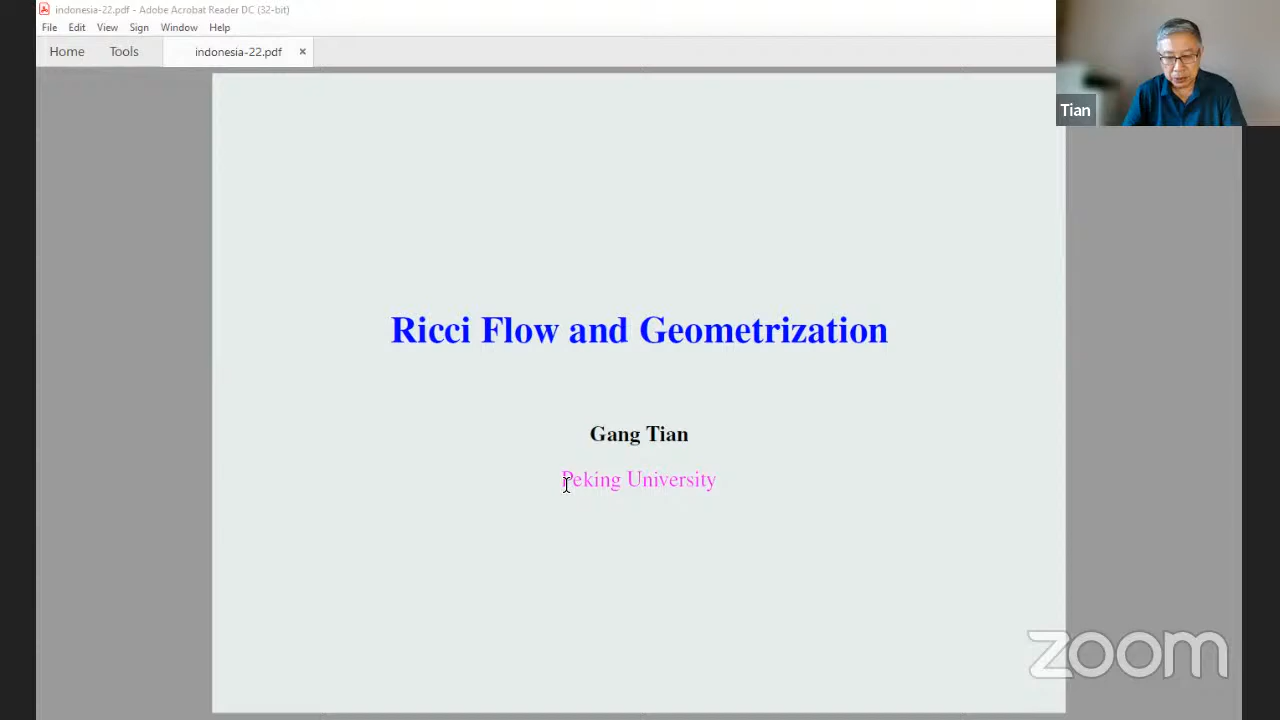 indonesia-22.pdf - Adobe Acrobat Reader DC (32-bit)
File Edit View Sign Window Help
Home Tools indonesia-22.pdf ×
Tian
Ricci Flow and Geometrization
Gang Tian
Peking University
zoom